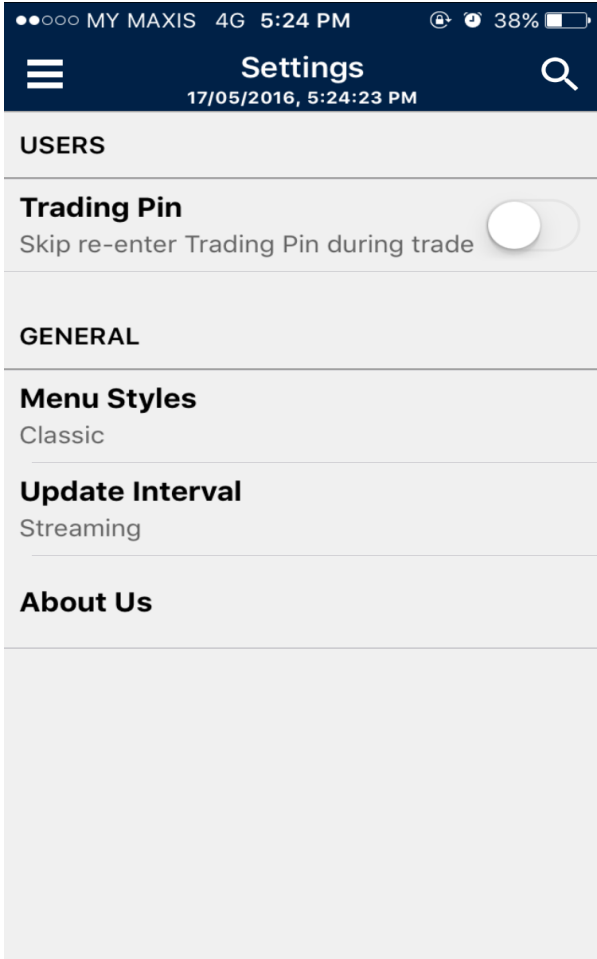 MY MAXIS 4G 5:24 PM 38%
Settings
17/05/2016, 5:24:23 PM
USERS
Trading Pin
Skip re-enter Trading Pin during trade
GENERAL
Menu Styles
Classic
Update Interval
Streaming
About Us